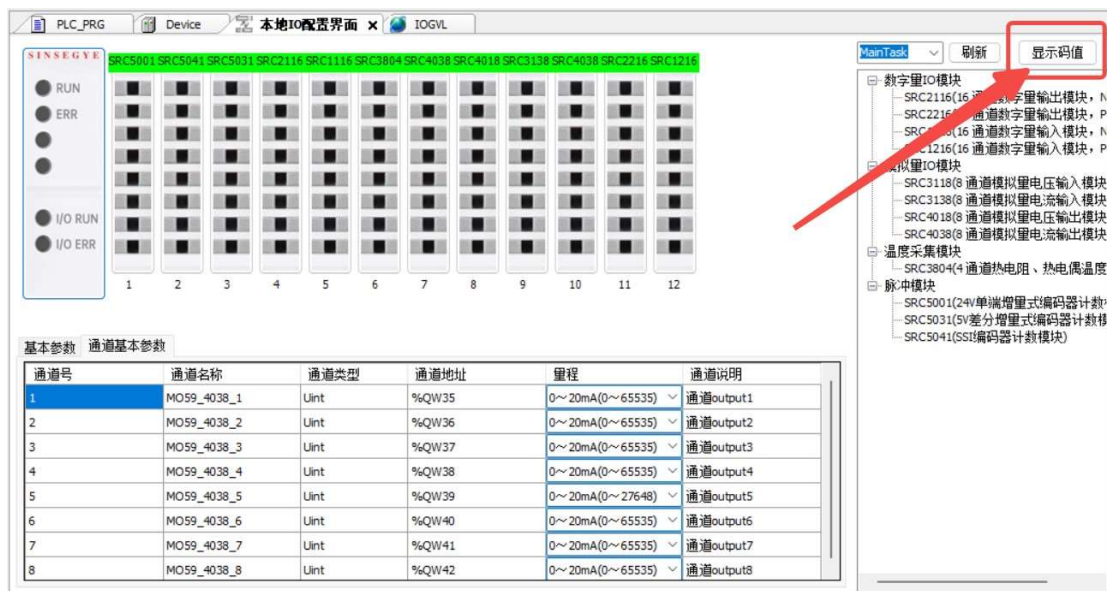 PLC_PRG Device 本地IO配置界面 IOGVL
SINSEGYE
RUN
ERR
I/O RUN
I/O ERR
SRC5001 SRC5041 SRC5031 SRC2116 SRC1116 SRC3804 SRC4038 SRC4018 SRC3138 SRC4038 SRC2216 SRC1216
1 2 3 4 5 6 7 8 9 10 11 12
MainTask 刷新 显示码值
数字量IO模块
SRC2116(16 通道数字量输出模块，N
SRC2216(16 通道数字量输出模块，P
(16 通道数字量输入模块，N
1216(16 通道数字量输入模块，P
模拟量IO模块
SRC3118(8 通道模拟量电压输入模块
SRC3138(8 通道模拟量电流输入模块
SRC4018(8 通道模拟量电压输出模块
SRC4038(8 通道模拟量电流输出模块
温度采集模块
SRC3804(4 通道热电阻、热电偶温度
脉冲模块
SRC5001(24V单端增量式编码器计数
SRC5031(5V差分增量式编码器计数模
SRC5041(SSI编码器计数模块)
基本参数 通道基本参数
通道号 通道名称 通道类型 通道地址 量程 通道说明
1 MO59_4038_1 Uint %QW35 0～20mA(0～65535) 通道output1
2 MO59_4038_2 Uint %QW36 0～20mA(0～65535) 通道output2
3 MO59_4038_3 Uint %QW37 0～20mA(0～65535) 通道output3
4 MO59_4038_4 Uint %QW38 0～20mA(0～65535) 通道output4
5 MO59_4038_5 Uint %QW39 0～20mA(0～27648) 通道output5
6 MO59_4038_6 Uint %QW40 0～20mA(0～65535) 通道output6
7 MO59_4038_7 Uint %QW41 0～20mA(0～65535) 通道output7
8 MO59_4038_8 Uint %QW42 0～20mA(0～65535) 通道output8